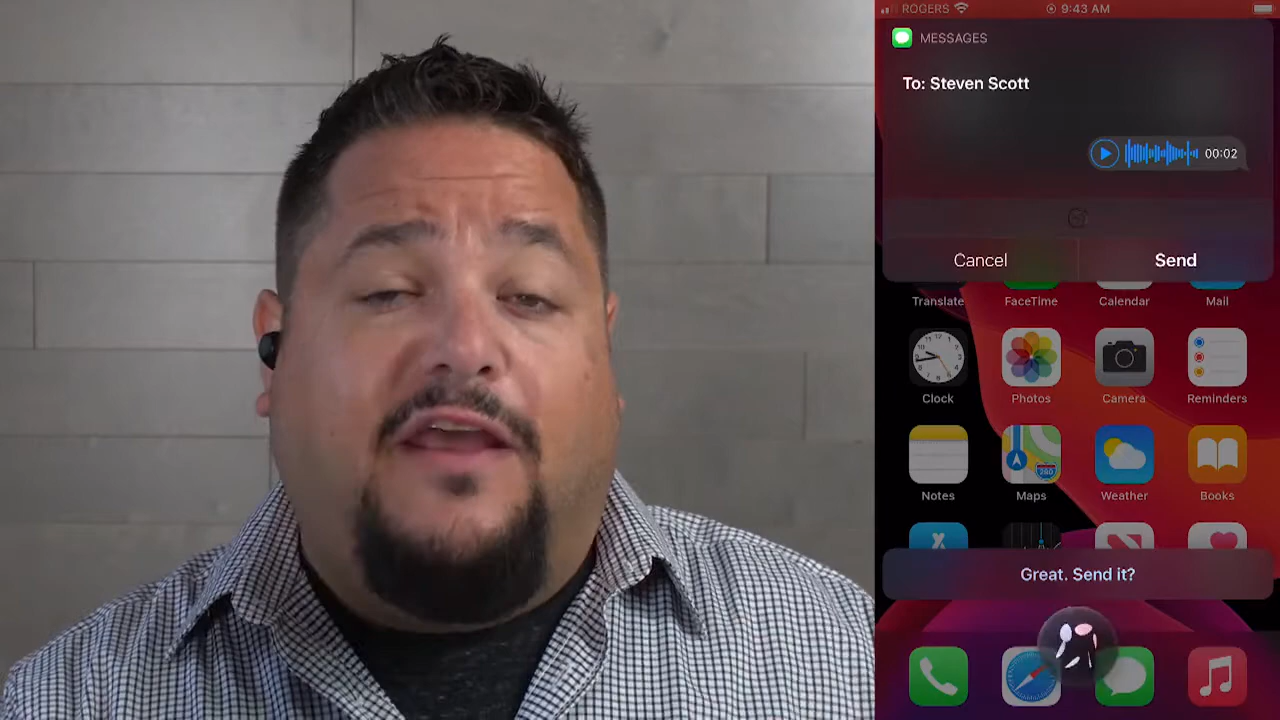 ROGERS 9:43 AM
MESSAGES
To: Steven Scott
00:02
Cancel Send
Translate FaceTime Calendar Mail
Clock Photos Camera Reminders
280
Notes Maps Weather Books
Great. Send it?